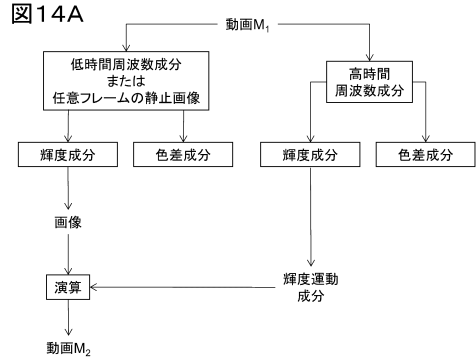 図14A
動画M1
低時間周波数成分
または
任意フレームの静止画像
高時間
周波数成分
輝度成分
色差成分
輝度成分
色差成分
画像
輝度運動
成分
演算
動画M2